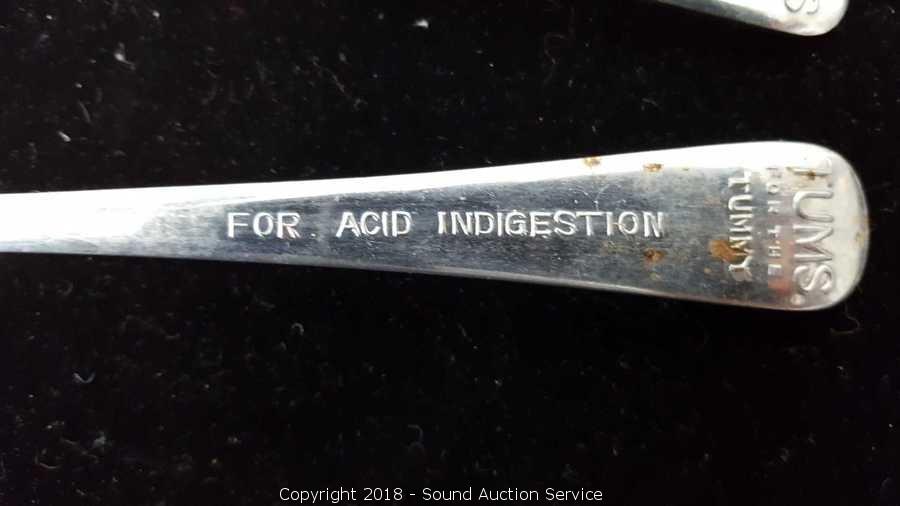 S
FOR ACID INDIGESTION
TUMS.
FOR THE
TUMMY
Copyright 2018 - Sound Auction Service